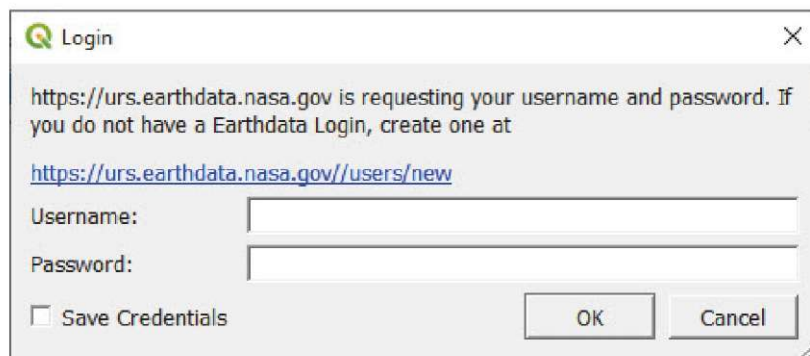 Login
https://urs.earthdata.nasa.gov is requesting your username and password. If
you do not have a Earthdata Login, create one at
https://urs.earthdata.nasa.gov//users/new
Username:
Password:
Save Credentials
OK
Cancel